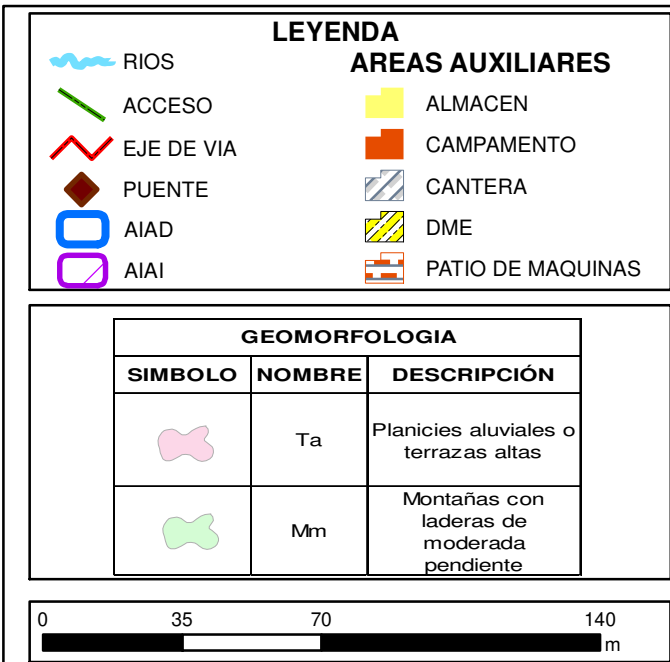 LEYENDA
RIOS
ACCESO
EJE DE VIA
PUENTE
AIAD
AIAI
AREAS AUXILIARES
ALMACEN
CAMPAMENTO
CANTERA
DME
PATIO DE MAQUINAS
GEOMORFOLOGIA
SIMBOLO NOMBRE DESCRIPCIÓN
Ta
Planicies aluviales o
terrazas altas
Mm
Montañas con
laderas de
moderada
pendiente
0 35 70 140
m